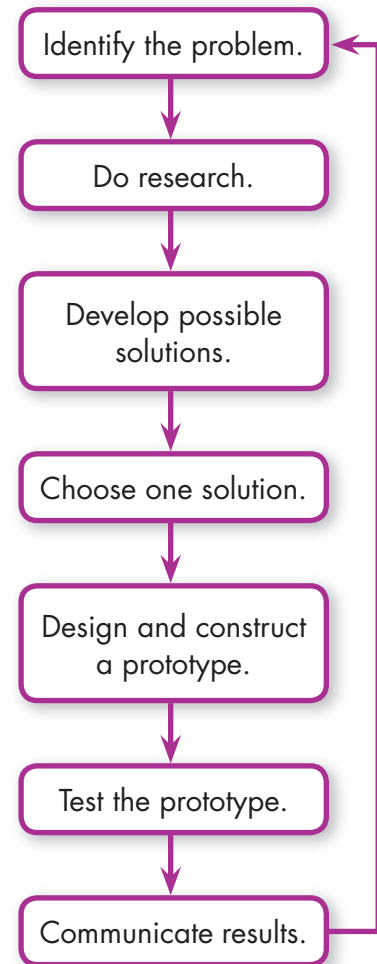 Identify the problem.
Do research.
Develop possible
solutions.
Choose one solution.
Design and construct
a prototype.
Test the prototype.
Communicate results.